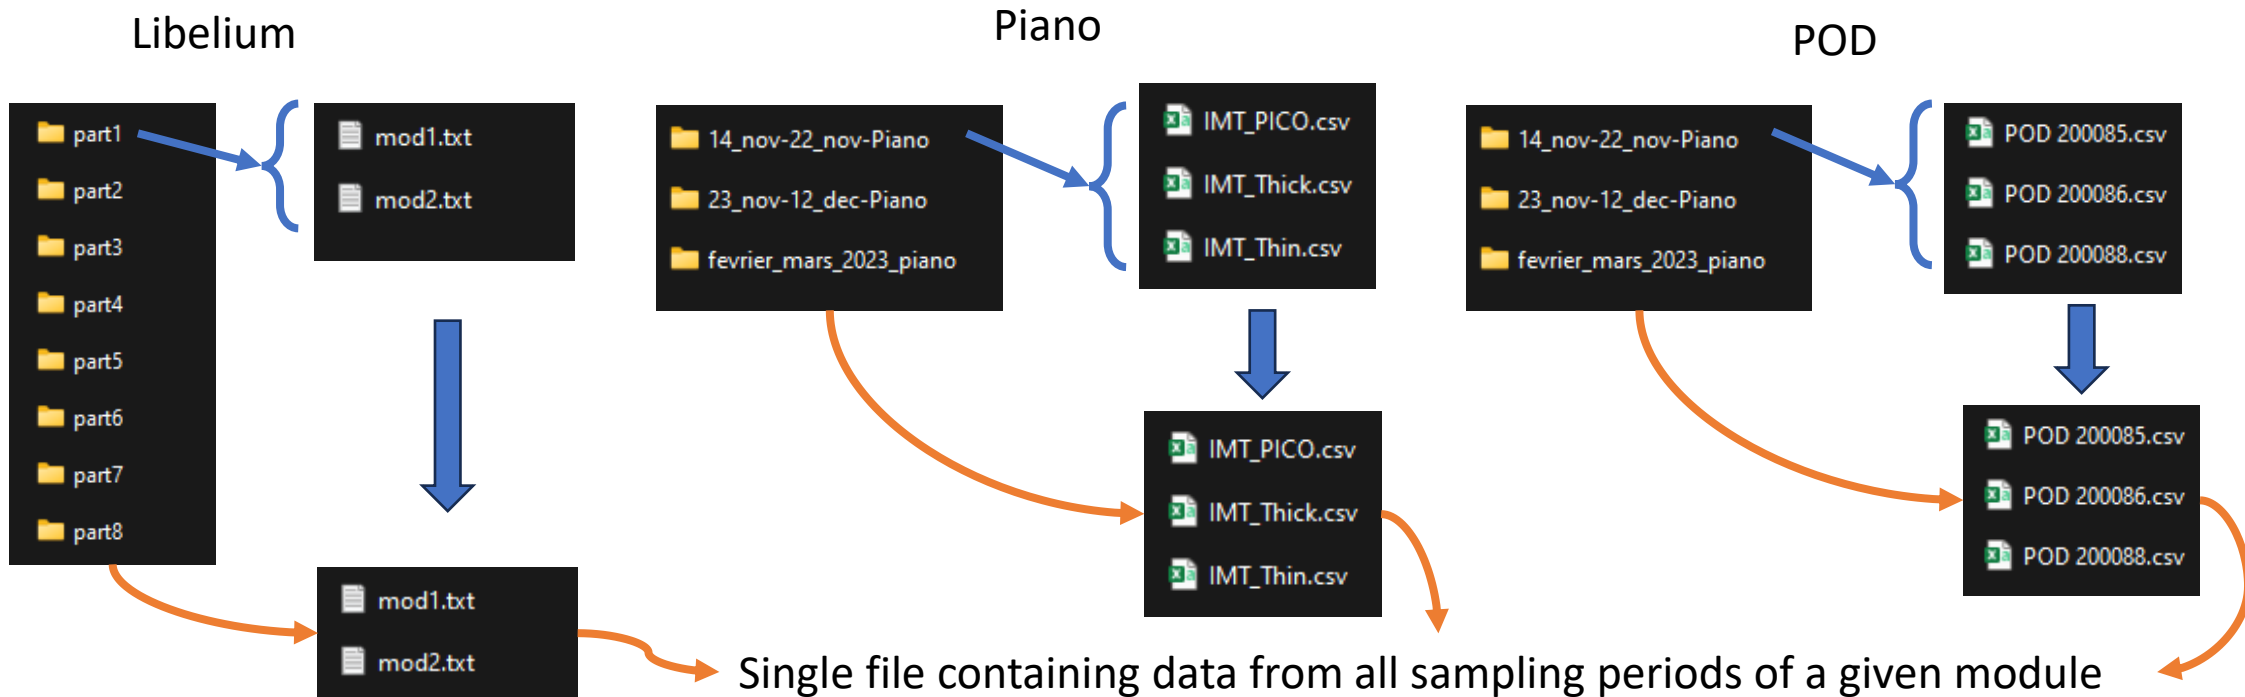 Libelium
part1
part2
part3
part4
part5
part6
part7
part8
mod1.txt
mod2.txt
mod1.txt
mod2.txt
Piano
14_nov-22_nov-Piano
23_nov-12_dec-Piano
fevrier_mars_2023_piano
IMT_PICO.csv
IMT_Thick.csv
IMT_Thin.csv
IMT_PICO.csv
IMT_Thick.csv
IMT_Thin.csv
POD
14_nov-22_nov-Piano
23_nov-12_dec-Piano
fevrier_mars_2023_piano
POD 200085.csv
POD 200086.csv
POD 200088.csv
POD 200085.csv
POD 200086.csv
POD 200088.csv
Single file containing data from all sampling periods of a given module